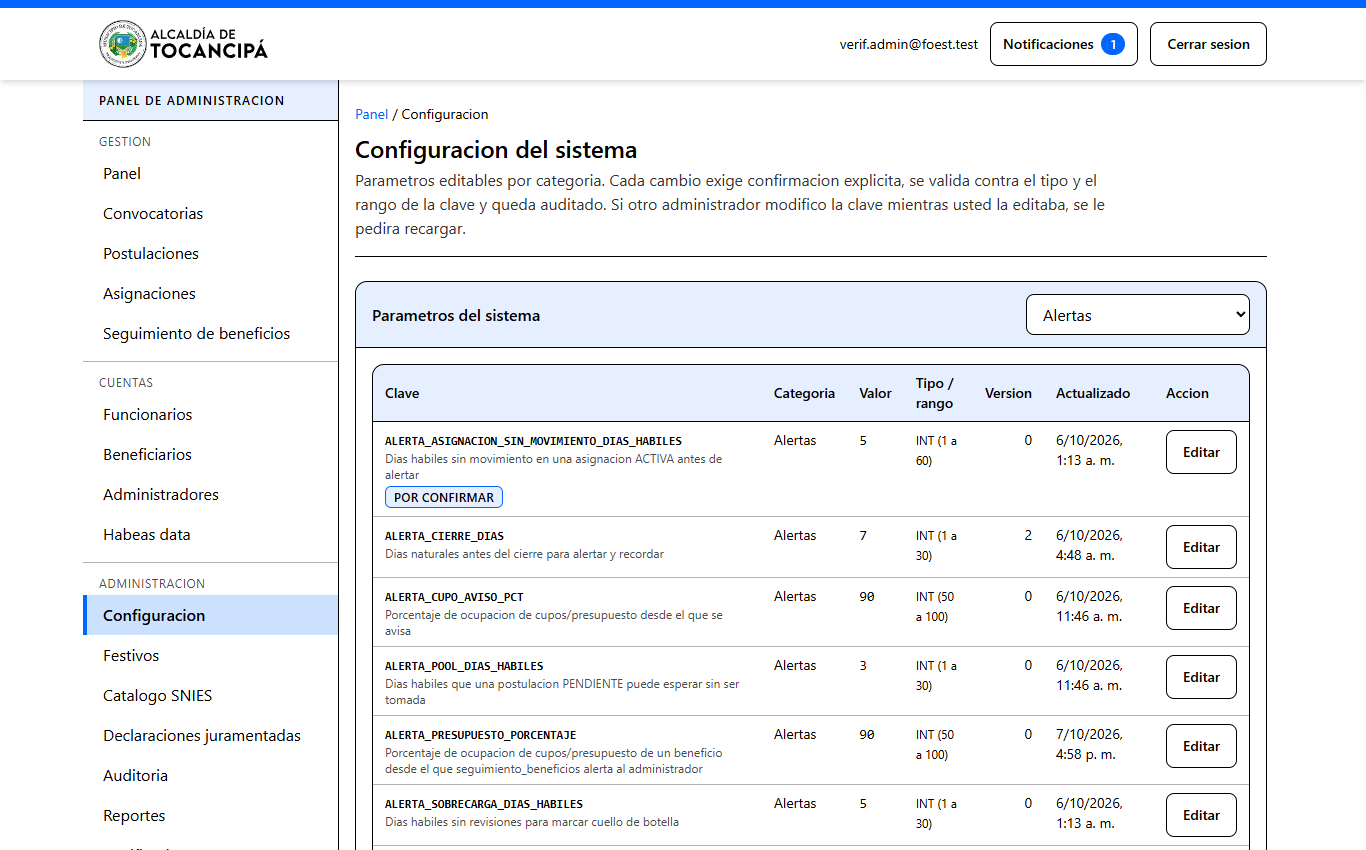 ALCALDÍA DE
TOCANCIPÁ
verif.admin@foest.test
Notificaciones 1
Cerrar sesion
PANEL DE ADMINISTRACION
GESTION
Panel
Convocatorias
Postulaciones
Asignaciones
Seguimiento de beneficios
CUENTAS
Funcionarios
Beneficiarios
Administradores
Habeas data
ADMINISTRACION
Configuracion
Festivos
Catalogo SNIES
Declaraciones juramentadas
Auditoria
Reportes
Panel / Configuracion
Configuracion del sistema
Parametros editables por categoria. Cada cambio exige confirmacion explicita, se valida contra el tipo y el
rango de la clave y queda auditado. Si otro administrador modifico la clave mientras usted la editaba, se le
pedira recargar.
Parametros del sistema
Alertas
Clave Categoria Valor Tipo / rango Version Actualizado Accion
ALERTA_ASIGNACION_SIN_MOVIMIENTO_DIAS_HABILES
Dias habiles sin movimiento en una asignacion ACTIVA antes de
alertar
POR CONFIRMAR
Alertas
5
INT (1 a
60)
0
6/10/2026,
1:13 a. m.
Editar
ALERTA_CIERRE_DIAS
Dias naturales antes del cierre para alertar y recordar
Alertas
7
INT (1 a
30)
2
6/10/2026,
4:48 a. m.
Editar
ALERTA_CUPO_AVISO_PCT
Porcentaje de ocupacion de cupos/presupuesto desde el que se
avisa
Alertas
90
INT (50
a 100)
0
6/10/2026,
11:46 a. m.
Editar
ALERTA_POOL_DIAS_HABILES
Dias habiles que una postulacion PENDIENTE puede esperar sin ser
tomada
Alertas
3
INT (1 a
30)
0
6/10/2026,
11:46 a. m.
Editar
ALERTA_PRESUPUESTO_PORCENTAJE
Porcentaje de ocupacion de cupos/presupuesto de un beneficio
desde el que seguimiento_beneficios alerta al administrador
Alertas
90
INT (50
a 100)
0
7/10/2026,
4:58 p. m.
Editar
ALERTA_SOBRECARGA_DIAS_HABILES
Dias habiles sin revisiones para marcar cuello de botella
Alertas
5
INT (1 a
30)
0
6/10/2026,
1:13 a. m.
Editar